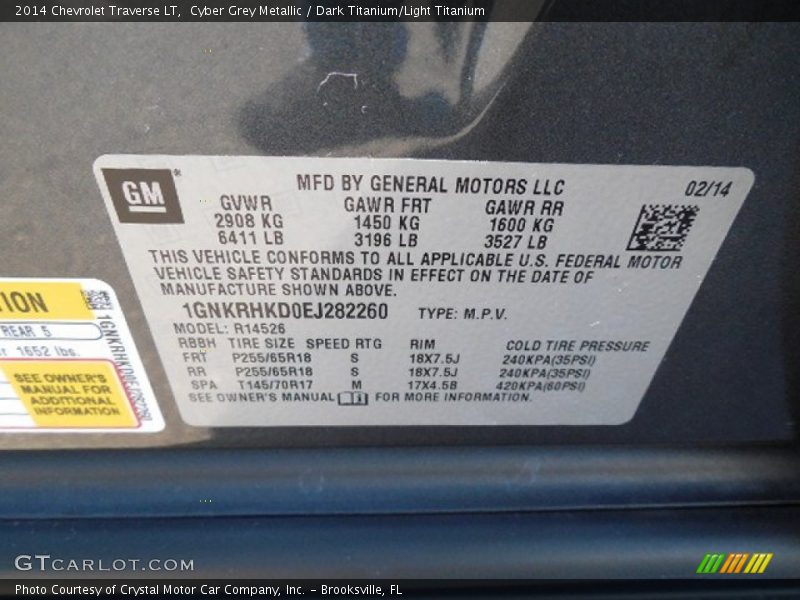 2014 Chevrolet Traverse LT,  Cyber Grey Metallic / Dark Titanium/Light Titanium
GM
MFD BY GENERAL MOTORS LLC
02/14
GVWR GAWR FRT GAWR RR
2908 KG 1450 KG 1600 KG
6411 LB 3196 LB 3527 LB
THIS VEHICLE CONFORMS TO ALL APPLICABLE U.S. FEDERAL MOTOR
VEHICLE SAFETY STANDARDS IN EFFECT ON THE DATE OF
MANUFACTURE SHOWN ABOVE.
1GNKRHKD0EJ282260 TYPE: M.P.V.
MODEL: R14526
RBBH TIRE SIZE SPEED RTG RIM COLD TIRE PRESSURE
FRT P255/65R18 S 18X7.5J 240KPA(35PSI)
RR P255/65R18 S 18X7.5J 240KPA(35PSI)
SPA T145/70R17 M 17X4.5B 420KPA(60PSI)
SEE OWNER'S MANUAL FOR MORE INFORMATION.
TION
REAR 5
1652 lbs.
SEE OWNER'S
MANUAL FOR
ADDITIONAL
INFORMATION
1GNKRHKD0EJ282260
GTCARLOT.COM
Photo Courtesy of Crystal Motor Car Company, Inc. – Brooksville, FL